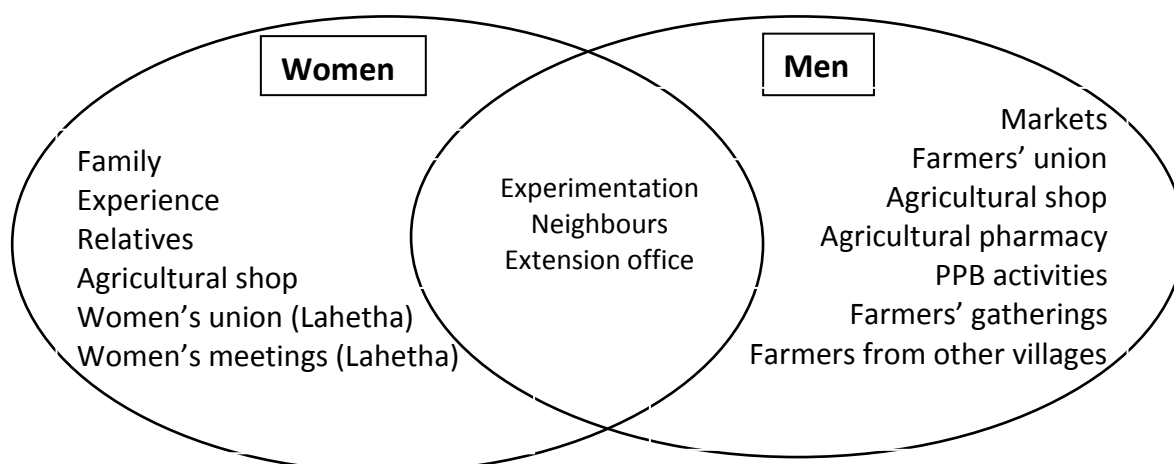 Women
Men
Family
Experience
Relatives
Agricultural shop
Women’s union (Lahetha)
Women’s meetings (Lahetha)
Experimentation
Neighbours
Extension office
Markets
Farmers’ union
Agricultural shop
Agricultural pharmacy
PPB activities
Farmers’ gatherings
Farmers from other villages